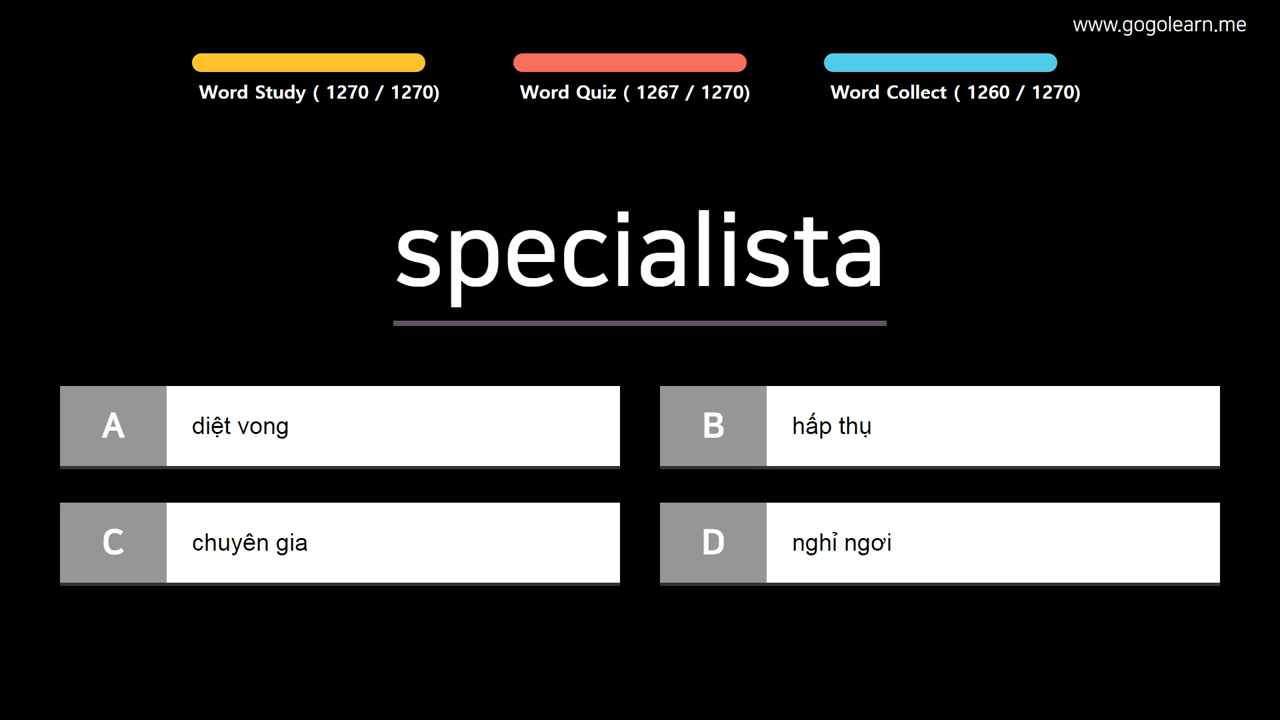 www.gogolearn.me
Word Study ( 1270 / 1270)
Word Quiz ( 1267 / 1270)
Word Collect ( 1260 / 1270)
specialista
A
diệt vong
B
hấp thụ
C
chuyên gia
D
nghỉ ngơi